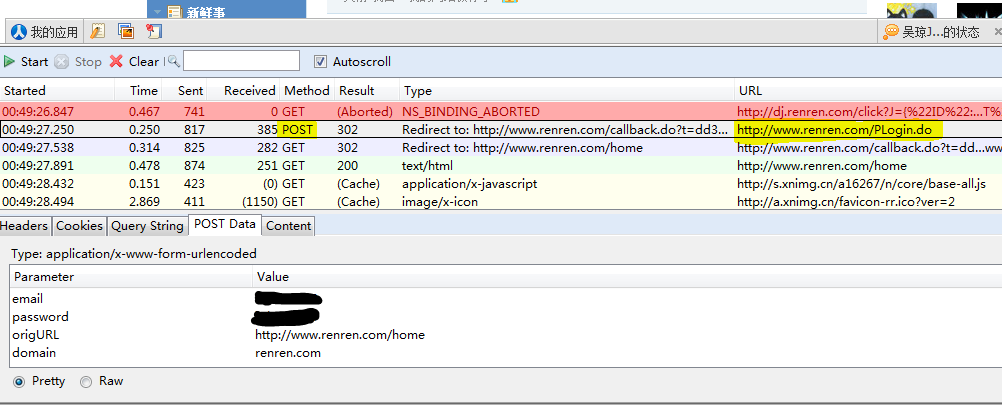 新鲜事
我的应用
吴琼J...的状态
Start Stop Clear Autoscroll
Started Time Sent Received Method Result Type URL
00:49:26.847 0.467 741 0 GET (Aborted) NS_BINDING_ABORTED http://dj.renren.com/click?J={%22ID%22:...T%
00:49:27.250 0.250 817 385 POST 302 Redirect to: http://www.renren.com/callback.do?t=dd3... http://www.renren.com/PLogin.do
00:49:27.538 0.314 825 282 GET 302 Redirect to: http://www.renren.com/home http://www.renren.com/callback.do?t=dd...ww
00:49:27.891 0.478 874 251 GET 200 text/html http://www.renren.com/home
00:49:28.432 0.151 423 (0) GET (Cache) application/x-javascript http://s.xnimg.cn/a16267/n/core/base-all.js
00:49:28.494 2.869 411 (1150) GET (Cache) image/x-icon http://a.xnimg.cn/favicon-rr.ico?ver=2
Headers Cookies Query String POST Data Content
Type: application/x-www-form-urlencoded
Parameter Value
email
password
origURL http://www.renren.com/home
domain renren.com
Pretty Raw